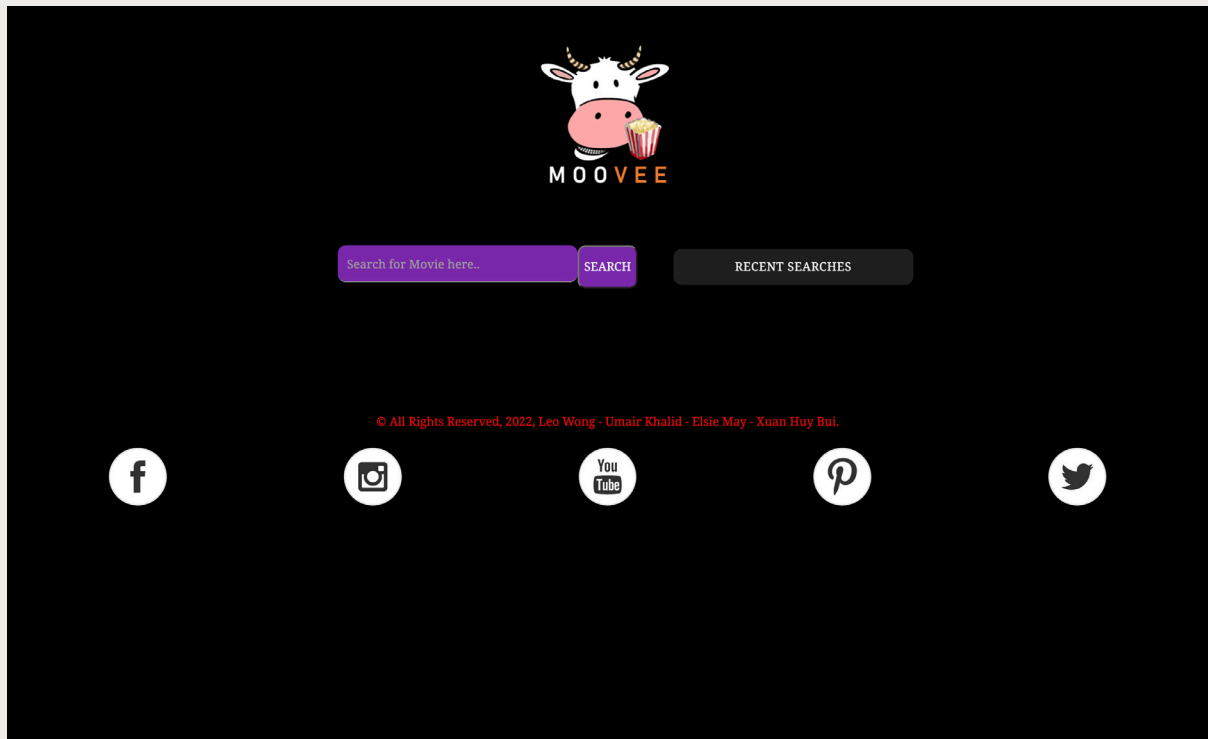 MOOVEE
Search for Movie here..
SEARCH
RECENT SEARCHES
© All Rights Reserved, 2022, Leo Wong - Umair Khalid - Elsie May - Xuan Huy Bui.
You
Tube